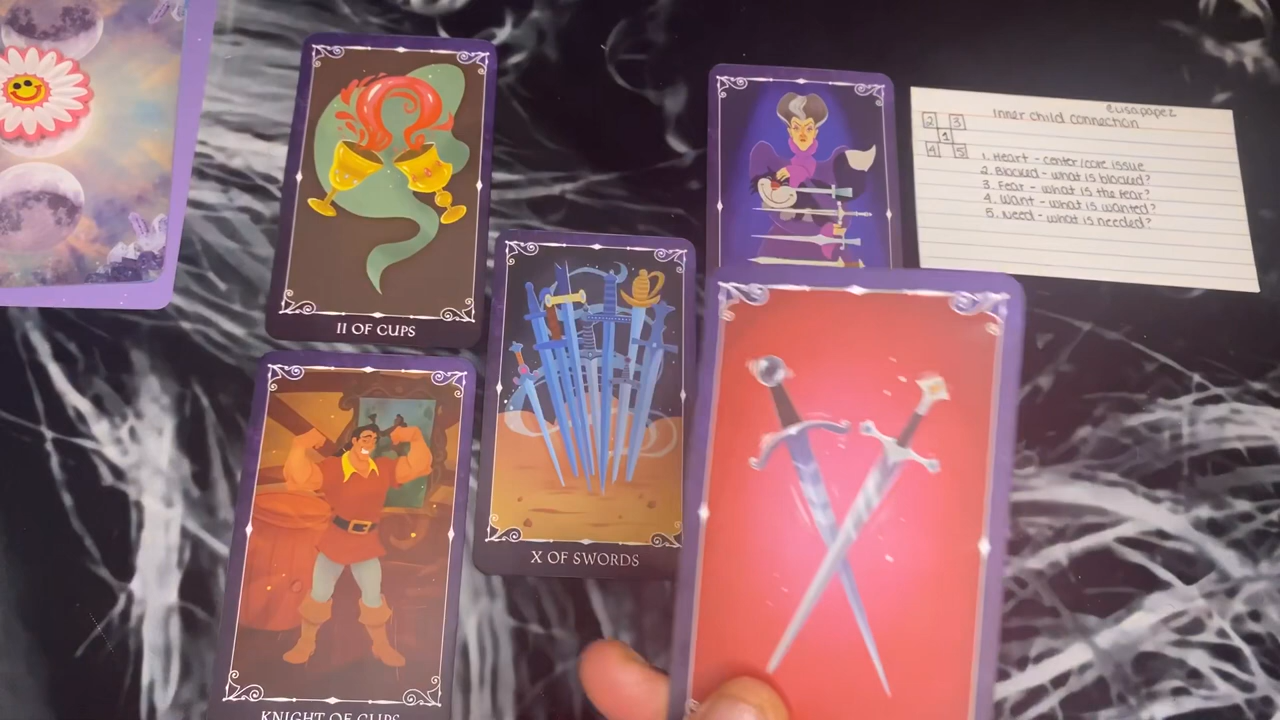 @usapapez
Inner child connection
2 3
1
4 5
1. Heart - center/core issue
2. Blocked - what is blocked?
3. Fear - what is the fear?
4. Want - what is wanted?
5. Need - what is needed?
II OF CUPS
X OF SWORDS
KNIGHT OF CUPS